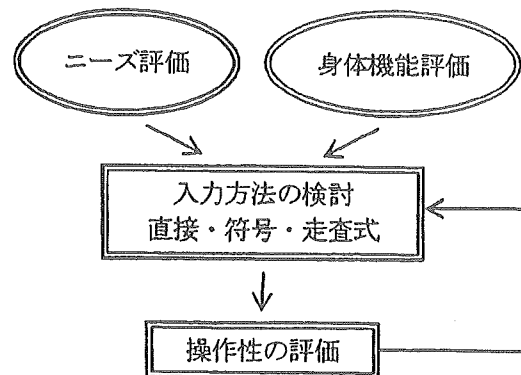 ニーズ評価
身体機能評価
入力方法の検討
直接・符号・走査式
操作性の評価